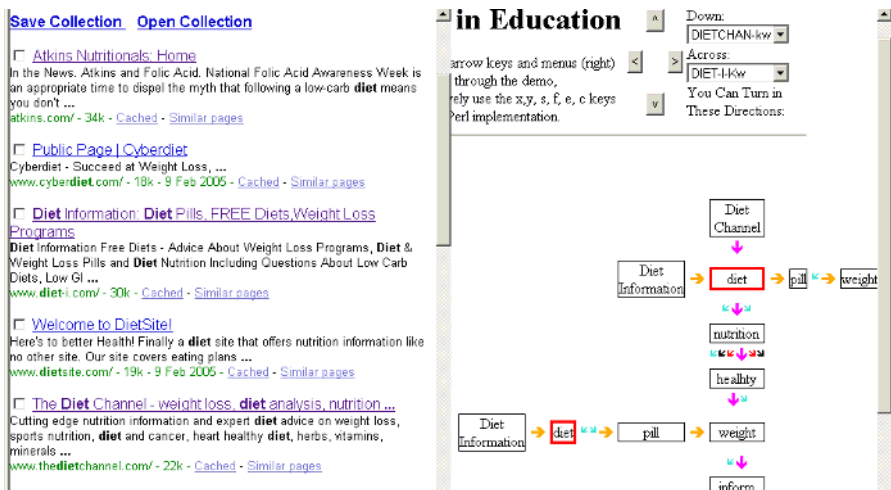 Save Collection Open Collection
Atkins Nutritionals: Home
In the News. Atkins and Folic Acid. National Folic Acid Awareness Week is
an appropriate time to dispel the myth that following a low-carb diet means
you don't ...
atkins.com/ - 34k - Cached - Similar pages
Public Page | Cyberdiet
Cyberdiet - Succeed at Weight Loss, ...
www.cyberdiet.com/ - 18k - 9 Feb 2005 - Cached - Similar pages
Diet Information: Diet Pills, FREE Diets,Weight Loss
Programs
Diet Information Free Diets - Advice About Weight Loss Programs, Diet &
Weight Loss Pills and Diet Nutrition Including Questions About Low Carb
Diets, Low GI ...
www.diet-i.com/ - 30k - Cached - Similar pages
Welcome to DietSite!
Here's to better Health! Finally a diet site that offers nutrition information like
no other site. Our site covers eating plans ...
www.dietsite.com/ - 19k - 9 Feb 2005 - Cached - Similar pages
The Diet Channel - weight loss, diet analysis, nutrition ...
Cutting edge nutrition information and expert diet advice on weight loss,
sports nutrition, diet and cancer, heart healthy diet, herbs, vitamins,
minerals ...
www.thedietchannel.com/ - 22k - Cached - Similar pages
in Education
arrow keys and menus (right)
through the demo,
vely use the x,y, s, f, e, c keys
Perl implementation.
^
<
>
v
Down:
DIETCHAN-kw
Across:
DIET-I-Kw
You Can Turn in
These Directions:
Diet
Channel
Diet
Information
diet
pill
weight
nutrition
healhty
Diet
Information
diet
pill
weight
inform